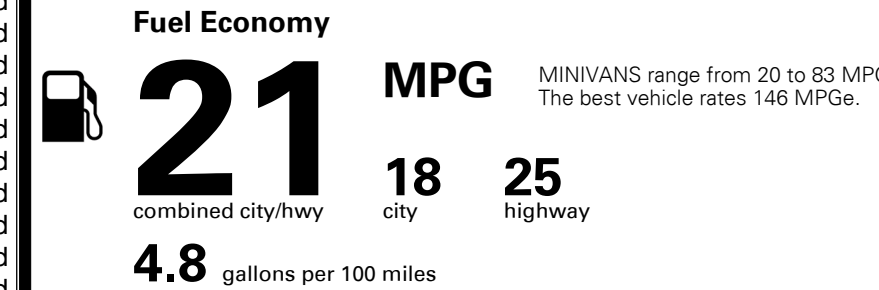 Fuel Economy
21
MPG
MINIVANS range from 20 to 83 MPG
The best vehicle rates 146 MPGe.
18
25
combined city/hwy
city
highway
4.8 gallons per 100 miles